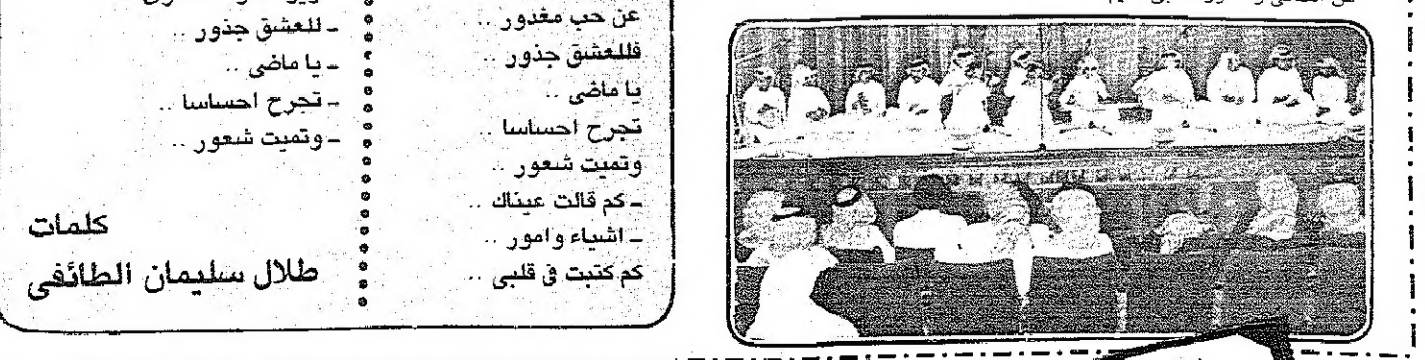 عن حب مغدور ..
فللعشق جذور ..
يا ماضى ..
تجرح احساسا ..
وتميت شعور ..
ـ كم قالت عيناك ..
ـ اشياء وامور ..
كم كتبت فى قلبى ..
ـ للعشق جذور ..
ـ يا ماضى ..
ـ تجرح احساسا ..
ـ وتميت شعور ..
كلمات
طلال سليمان الطائفى